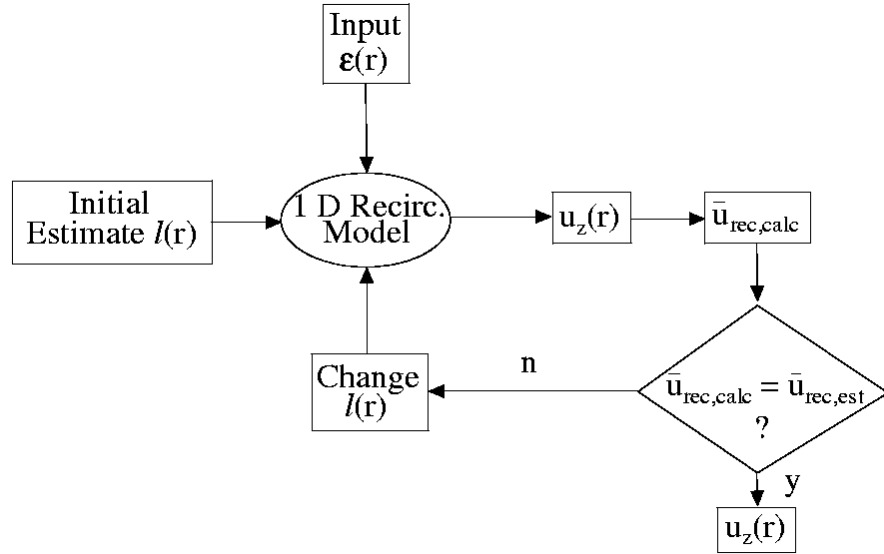 Input
ε(r)
Initial
Estimate l(r)
1 D Recirc.
Model
u_z(r)
ū_rec,calc
Change
l(r)
n
ū_rec,calc = ū_rec,est
?
y
u_z(r)